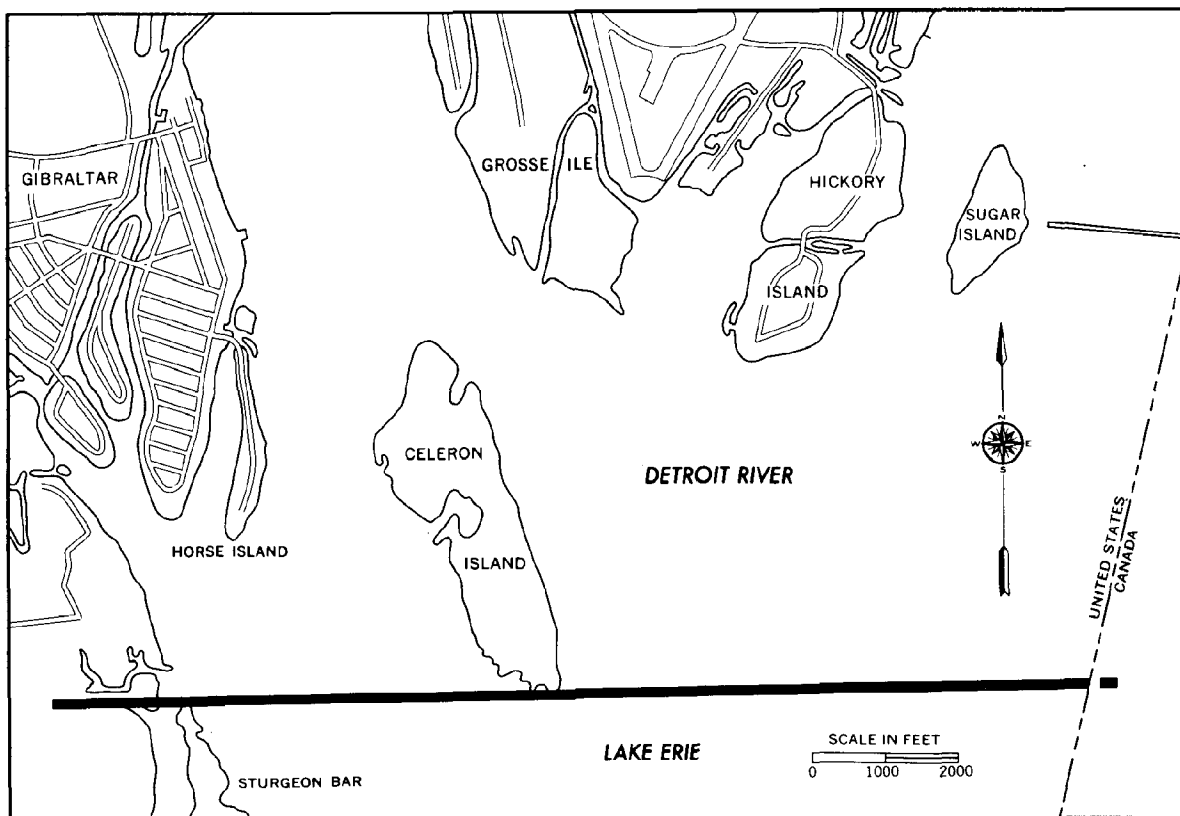 GIBRALTAR
GROSSE ILE
HICKORY
ISLAND
SUGAR
ISLAND
CELERON
ISLAND
HORSE ISLAND
DETROIT RIVER
N
W E
S
UNITED STATES
CANADA
LAKE ERIE
STURGEON BAR
SCALE IN FEET
0 1000 2000